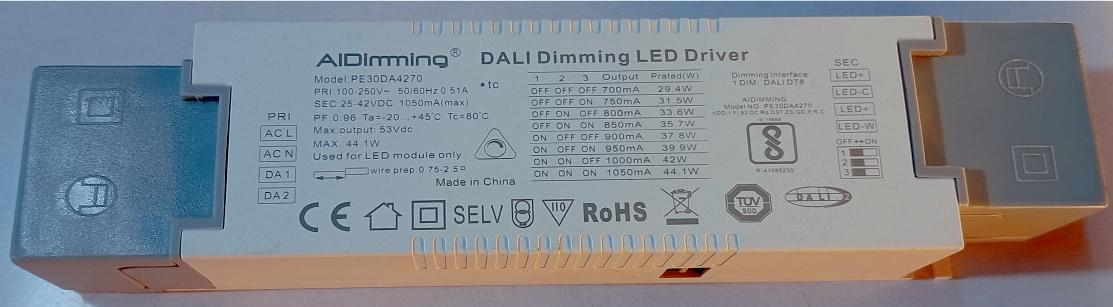 AIDimming® DALI Dimming LED Driver
Model: PE30DA4270
PRI: 100-250V~ 50/60Hz 0.51A
SEC: 25-42VDC 1050mA(max)
PF 0.96 Ta=-20...+45°C Tc=80°C
Max.output: 53Vdc
Max.:44.1W
Used for LED module only
wire prep.0.75-2.5
Made in China
• tc
PRI
AC L
AC N
DA 1
DA 2
1 2 3 Output Prated(W)
OFF OFF OFF 700mA 29.4W
OFF OFF ON 750mA 31.5W
OFF ON OFF 800mA 33.6W
OFF ON ON 850mA 35.7W
ON OFF OFF 900mA 37.8W
ON OFF ON 950mA 39.9W
ON ON OFF 1000mA 42W
ON ON ON 1050mA 44.1W
Dimming interface:
1 DIM: DALI DT8
AIDIMMING
Model NO. PE30DA4270
R-41095230
SEC
LED+
LED-C
LED+
LED-W
OFF↔ON
1
2
3
CE SELV 110 RoHS TÜV SÜD DALI 2